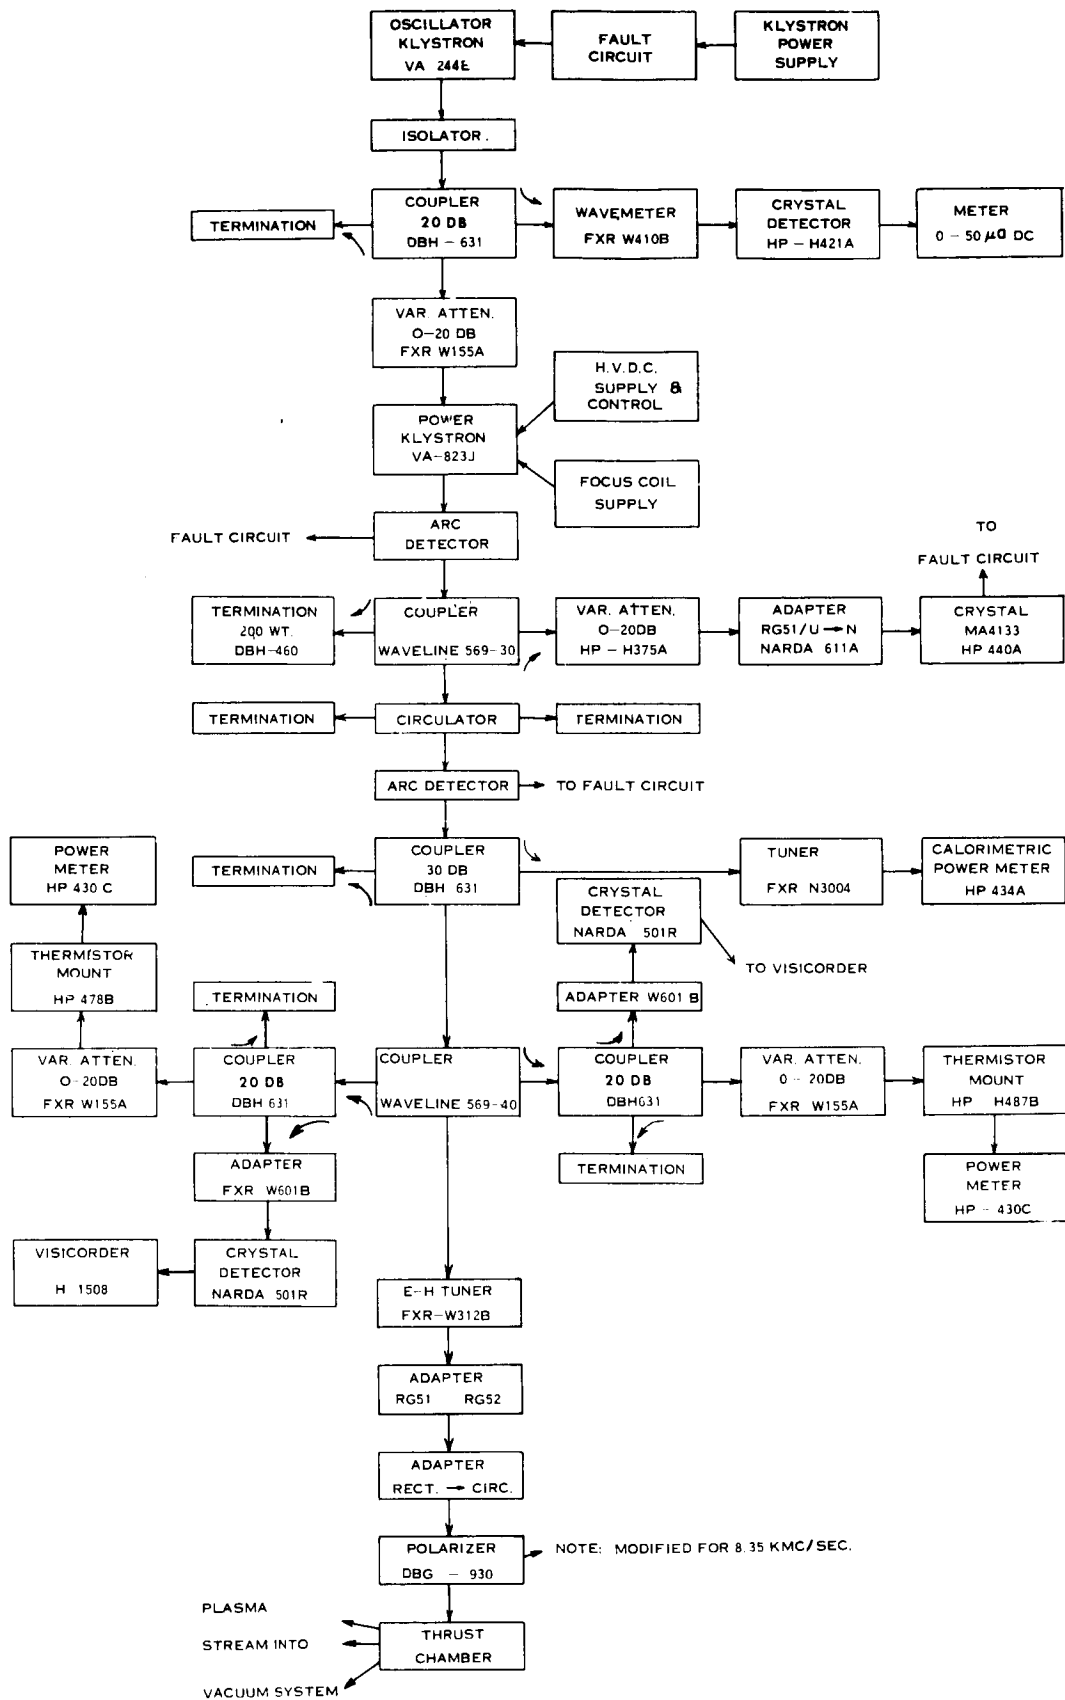 OSCILLATOR
KLYSTRON
VA 244E
FAULT
CIRCUIT
KLYSTRON
POWER
SUPPLY
ISOLATOR.
TERMINATION
COUPLER
20 DB
DBH - 631
WAVEMETER
FXR W410B
CRYSTAL
DETECTOR
HP - H421A
METER
0 - 50 μa DC
VAR. ATTEN.
0-20 DB
FXR W155A
H.V.D.C.
SUPPLY &
CONTROL
POWER
KLYSTRON
VA-823J
FOCUS COIL
SUPPLY
FAULT CIRCUIT
ARC
DETECTOR
TO
FAULT CIRCUIT
TERMINATION
200 WT.
DBH-460
COUPLER
WAVELINE 569-30
VAR. ATTEN.
0-20DB
HP - H375A
ADAPTER
RG51/U → N
NARDA 611A
CRYSTAL
MA4133
HP 440A
TERMINATION
CIRCULATOR
TERMINATION
ARC DETECTOR
TO FAULT CIRCUIT
POWER
METER
HP 430 C
TERMINATION
COUPLER
30 DB
DBH 631
TUNER
FXR N3004
CALORIMETRIC
POWER METER
HP 434A
CRYSTAL
DETECTOR
NARDA 501R
TO VISICORDER
THERMISTOR
MOUNT
HP 478B
TERMINATION
ADAPTER W601 B
VAR. ATTEN.
0-20DB
FXR W155A
COUPLER
20 DB
DBH 631
COUPLER
WAVELINE 569-40
COUPLER
20 DB
DBH631
VAR. ATTEN.
0 - 20DB
FXR W155A
THERMISTOR
MOUNT
HP H487B
ADAPTER
FXR W601B
TERMINATION
POWER
METER
HP - 430C
VISICORDER
H 1508
CRYSTAL
DETECTOR
NARDA 501R
E-H TUNER
FXR-W312B
ADAPTER
RG51 RG52
ADAPTER
RECT. → CIRC.
POLARIZER
DBG - 930
NOTE: MODIFIED FOR 8.35 KMC/SEC.
PLASMA
STREAM INTO
VACUUM SYSTEM
THRUST
CHAMBER